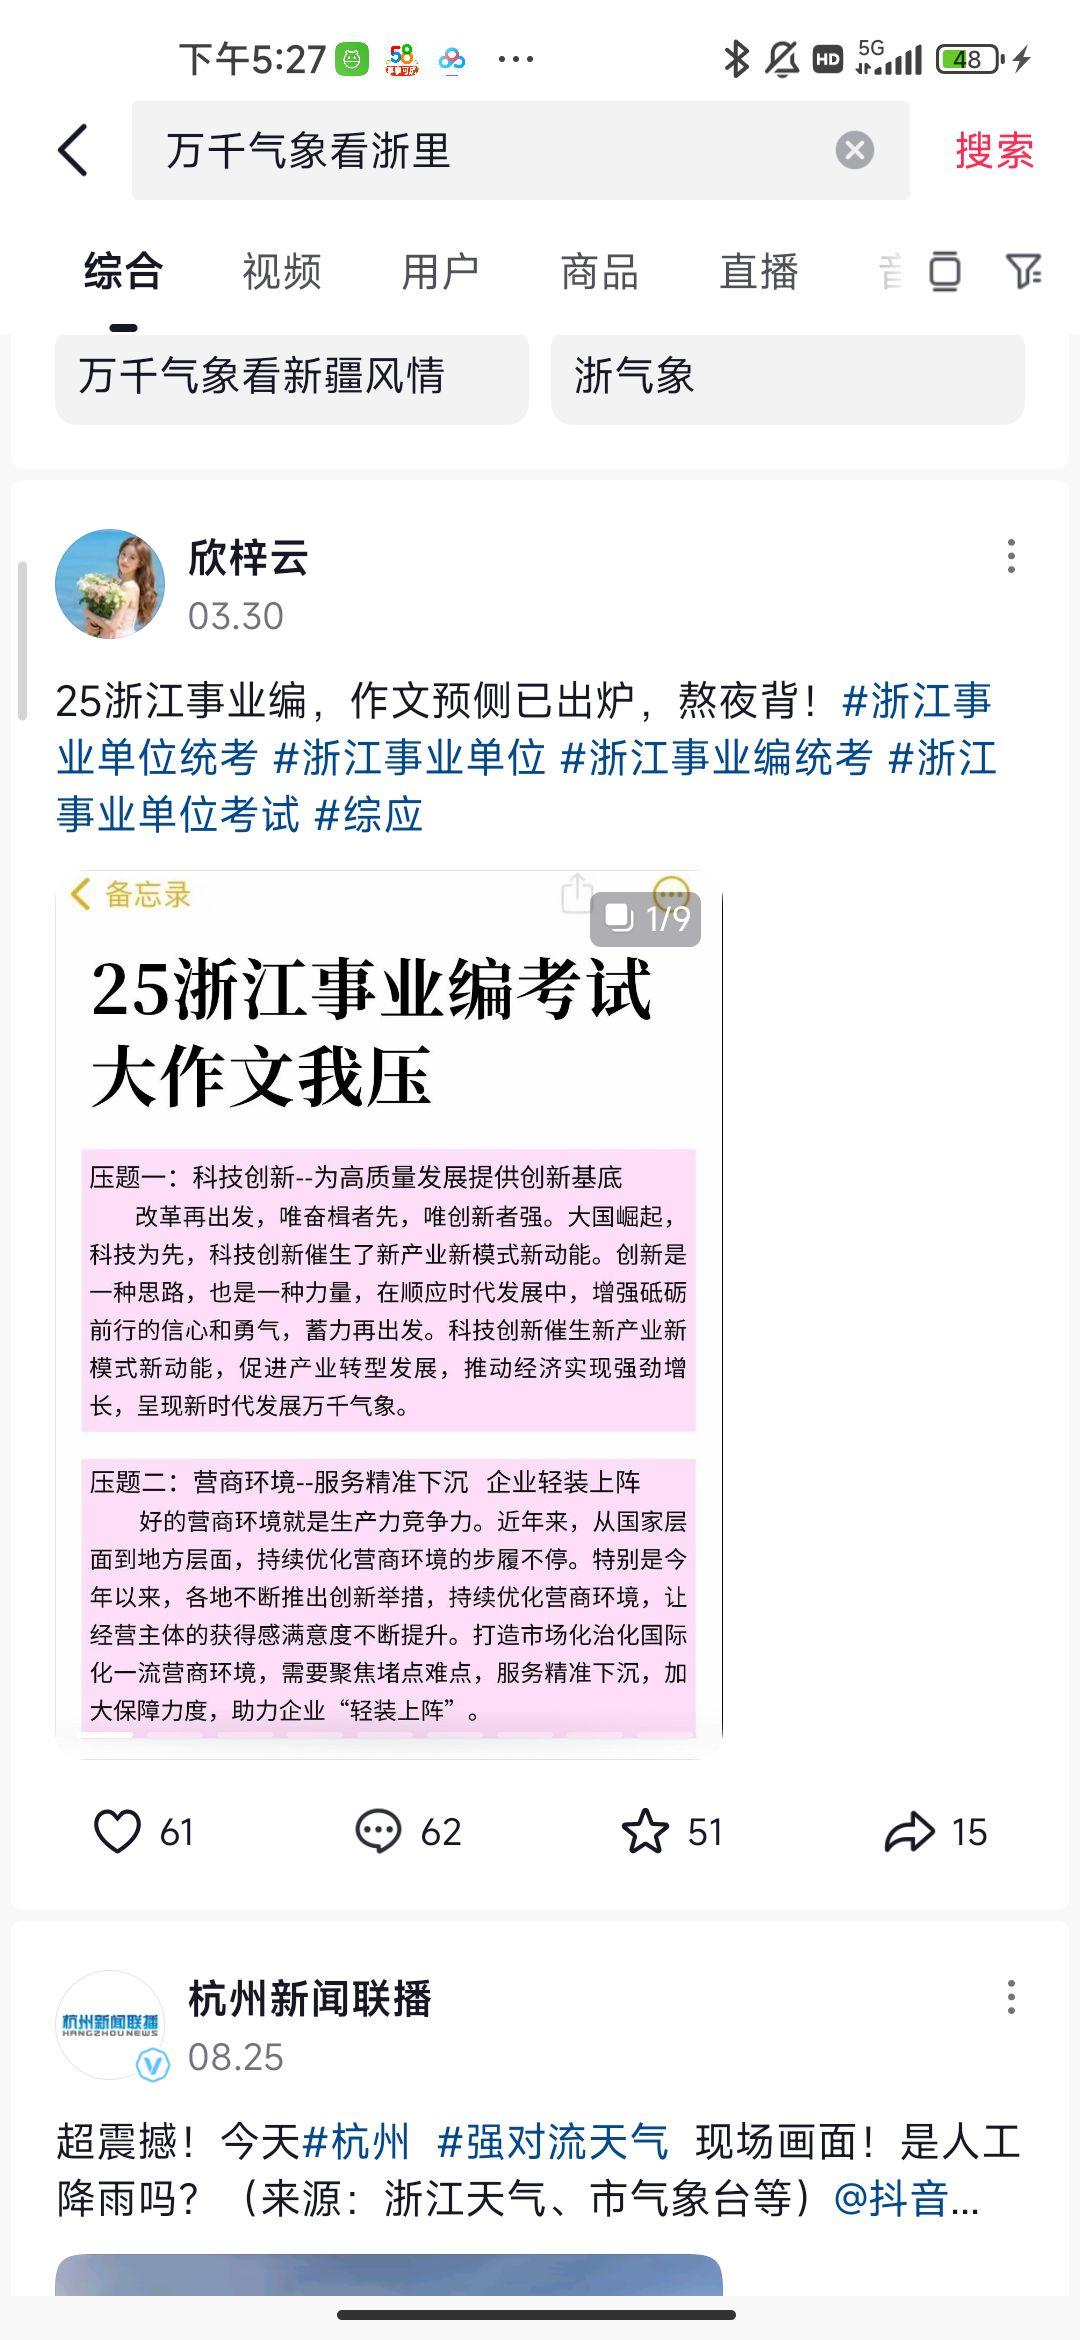 下午5:27
58
HD
5G
48
万千气象看浙里
搜索
综合
视频
用户
商品
直播
万千气象看新疆风情
浙气象
欣梓云
03.30
25浙江事业编，作文预侧已出炉，熬夜背！#浙江事
业单位统考 #浙江事业单位 #浙江事业编统考 #浙江
事业单位考试 #综应
备忘录
1/9
25浙江事业编考试
大作文我压
压题一：科技创新--为高质量发展提供创新基底
改革再出发，唯奋楫者先，唯创新者强。大国崛起，
科技为先，科技创新催生了新产业新模式新动能。创新是
一种思路，也是一种力量，在顺应时代发展中，增强砥砺
前行的信心和勇气，蓄力再出发。科技创新催生新产业新
模式新动能，促进产业转型发展，推动经济实现强劲增
长，呈现新时代发展万千气象。
压题二：营商环境--服务精准下沉 企业轻装上阵
好的营商环境就是生产力竞争力。近年来，从国家层
面到地方层面，持续优化营商环境的步履不停。特别是今
年以来，各地不断推出创新举措，持续优化营商环境，让
经营主体的获得感满意度不断提升。打造市场化治化国际
化一流营商环境，需要聚焦堵点难点，服务精准下沉，加
大保障力度，助力企业“轻装上阵”。
61
62
51
15
杭州新闻联播
HANGZHOU NEWS
杭州新闻联播
08.25
超震撼！今天#杭州 #强对流天气 现场画面！是人工
降雨吗？（来源：浙江天气、市气象台等）@抖音...